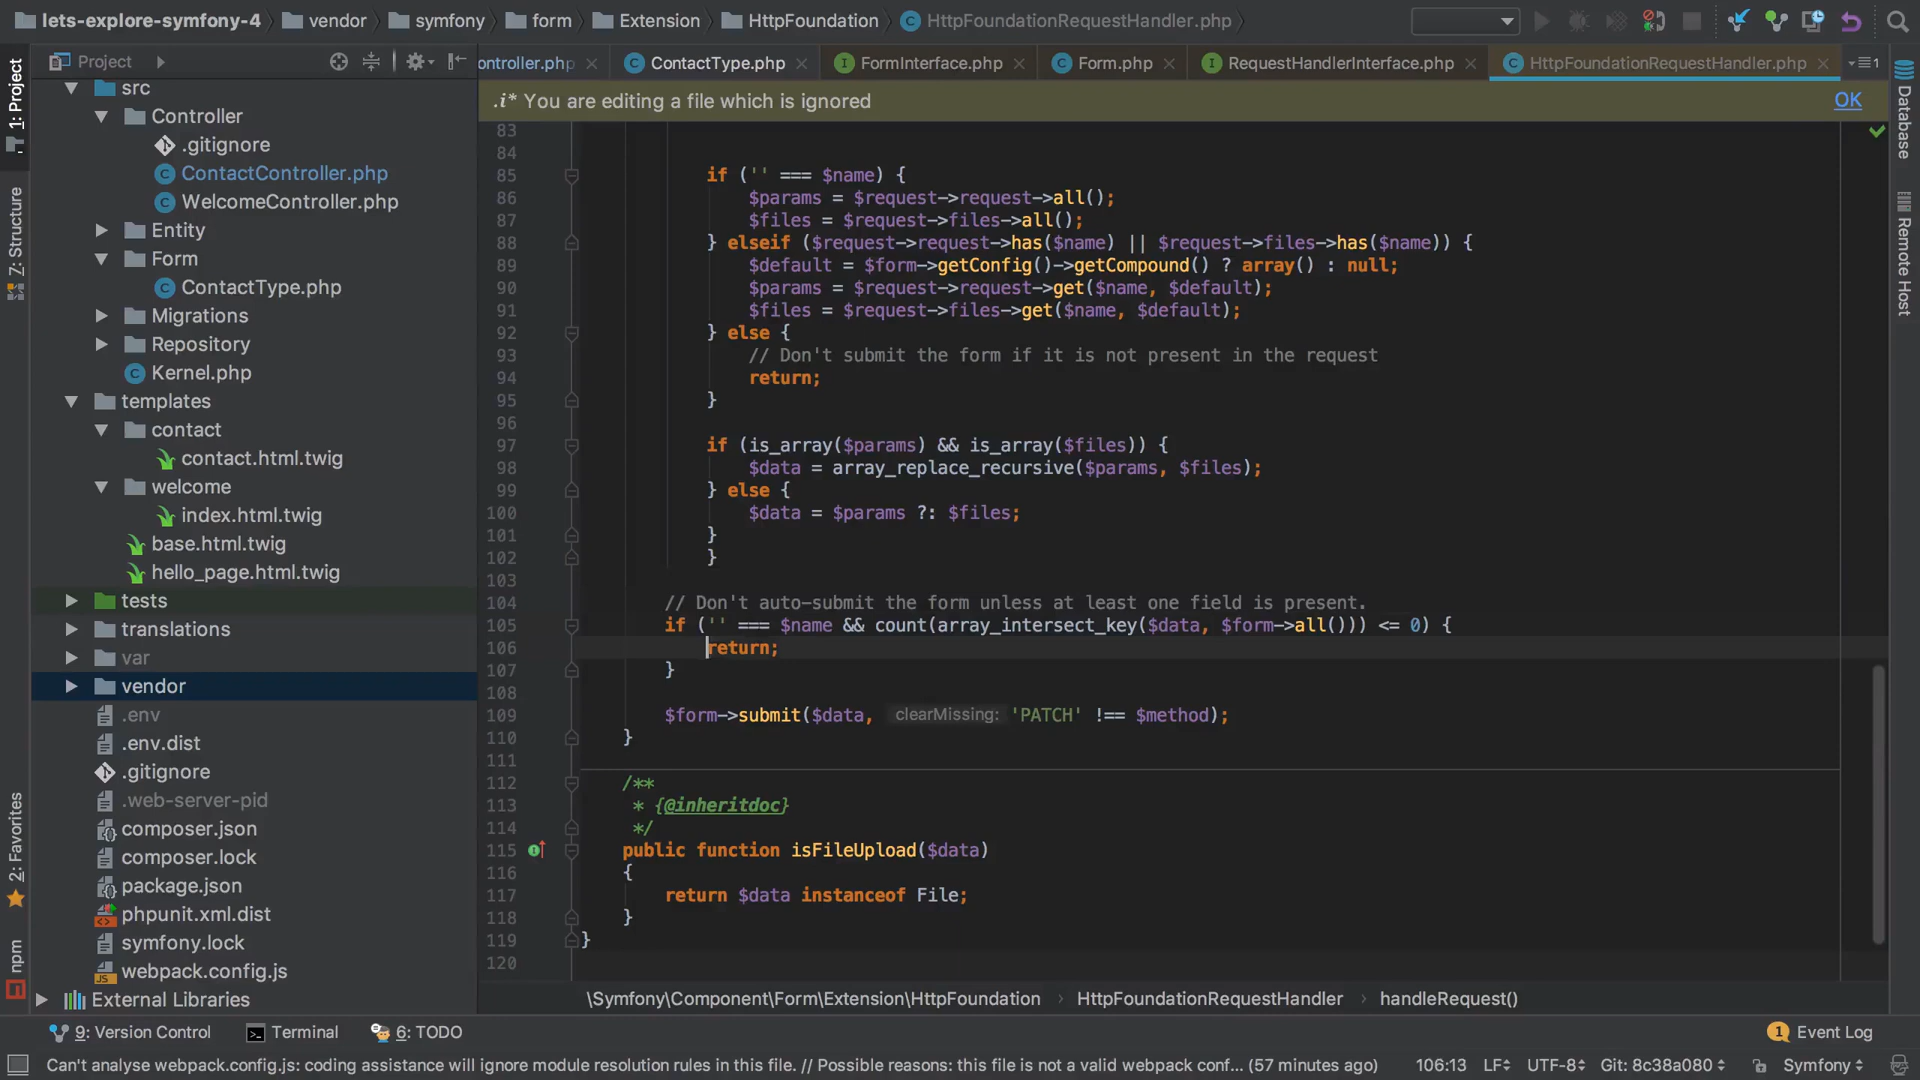 lets-explore-symfony-4 vendor symfony form Extension HttpFoundation HttpFoundationRequestHandler.php
Project
ontroller.php ContactType.php FormInterface.php Form.php RequestHandlerInterface.php HttpFoundationRequestHandler.php 1
.i* You are editing a file which is ignored OK
1: Project
7: Structure
2: Favorites
npm
Database
Remote Host
src
Controller
.gitignore
ContactController.php
WelcomeController.php
Entity
Form
ContactType.php
Migrations
Repository
Kernel.php
templates
contact
contact.html.twig
welcome
index.html.twig
base.html.twig
hello_page.html.twig
tests
translations
var
vendor
.env
.env.dist
.gitignore
.web-server-pid
composer.json
composer.lock
package.json
phpunit.xml.dist
symfony.lock
webpack.config.js
External Libraries
83
84
85 if ('' === $name) {
86 $params = $request->request->all();
87 $files = $request->files->all();
88 } elseif ($request->request->has($name) || $request->files->has($name)) {
89 $default = $form->getConfig()->getCompound() ? array() : null;
90 $params = $request->request->get($name, $default);
91 $files = $request->files->get($name, $default);
92 } else {
93 // Don't submit the form if it is not present in the request
94 return;
95 }
96
97 if (is_array($params) && is_array($files)) {
98 $data = array_replace_recursive($params, $files);
99 } else {
100 $data = $params ?: $files;
101 }
102 }
103
104 // Don't auto-submit the form unless at least one field is present.
105 if ('' === $name && count(array_intersect_key($data, $form->all())) <= 0) {
106 return;
107 }
108
109 $form->submit($data, clearMissing: 'PATCH' !== $method);
110 }
111
112 /**
113 * {@inheritdoc}
114 */
115 public function isFileUpload($data)
116 {
117 return $data instanceof File;
118 }
119 }
120
\Symfony\Component\Form\Extension\HttpFoundation HttpFoundationRequestHandler handleRequest()
9: Version Control Terminal 6: TODO 1 Event Log
Can't analyse webpack.config.js: coding assistance will ignore module resolution rules in this file. // Possible reasons: this file is not a valid webpack conf... (57 minutes ago) 106:13 LF UTF-8 Git: 8c38a080 Symfony